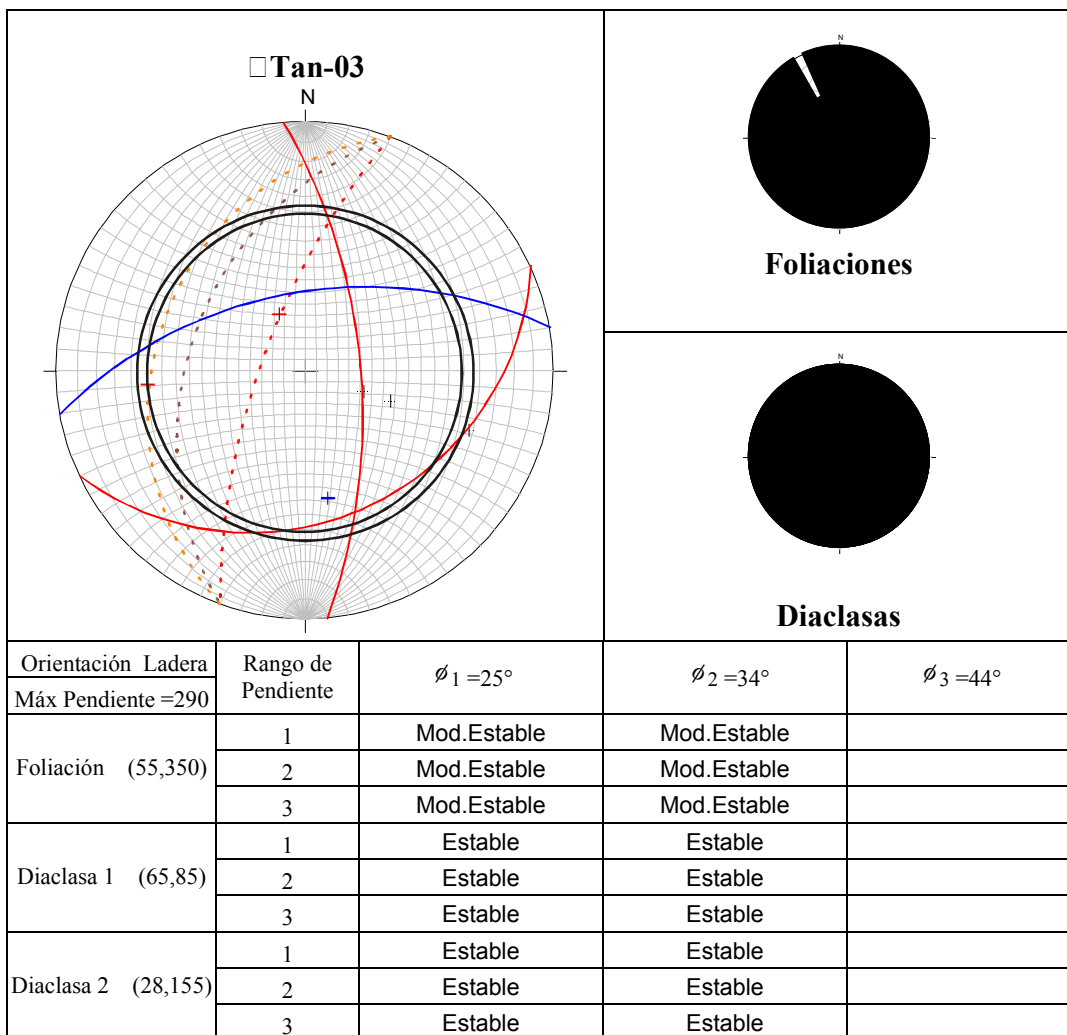 □Tan-03
N
N
Foliaciones
N
Diaclasas
Orientación Ladera
Máx Pendiente =290
Rango de
Pendiente
ø 1 =25°
ø 2 =34°
ø 3 =44°
Foliación (55,350)
1 Mod.Estable Mod.Estable
2 Mod.Estable Mod.Estable
3 Mod.Estable Mod.Estable
Diaclasa 1 (65,85)
1 Estable Estable
2 Estable Estable
3 Estable Estable
Diaclasa 2 (28,155)
1 Estable Estable
2 Estable Estable
3 Estable Estable